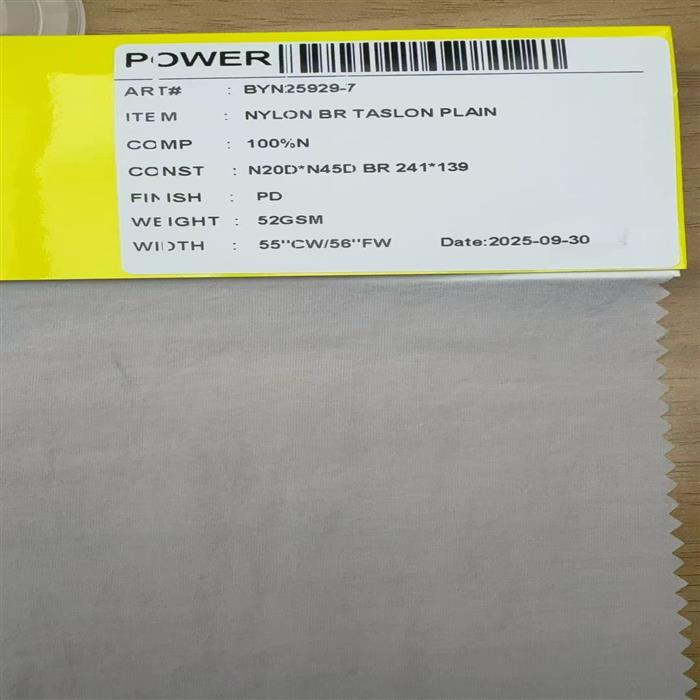 POWER
ART# : BYN25929-7
ITEM : NYLON BR TASLON PLAIN
COMP : 100%N
CONST : N20D*N45D BR 241*139
FINISH : PD
WEIGHT : 52GSM
WIDTH : 55''CW/56''FW Date:2025-09-30